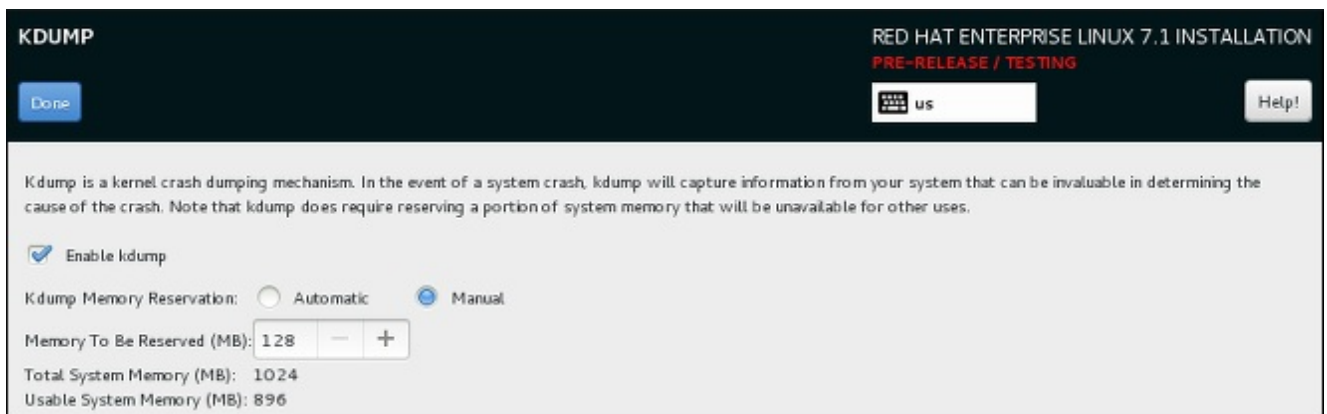 KDUMP
RED HAT ENTERPRISE LINUX 7.1 INSTALLATION
PRE-RELEASE / TESTING
Done
us
Help!
Kdump is a kernel crash dumping mechanism. In the event of a system crash, kdump will capture information from your system that can be invaluable in determining the
cause of the crash. Note that kdump does require reserving a portion of system memory that will be unavailable for other uses.
Enable kdump
Kdump Memory Reservation: Automatic Manual
Memory To Be Reserved (MB): 128 − +
Total System Memory (MB): 1024
Usable System Memory (MB): 896